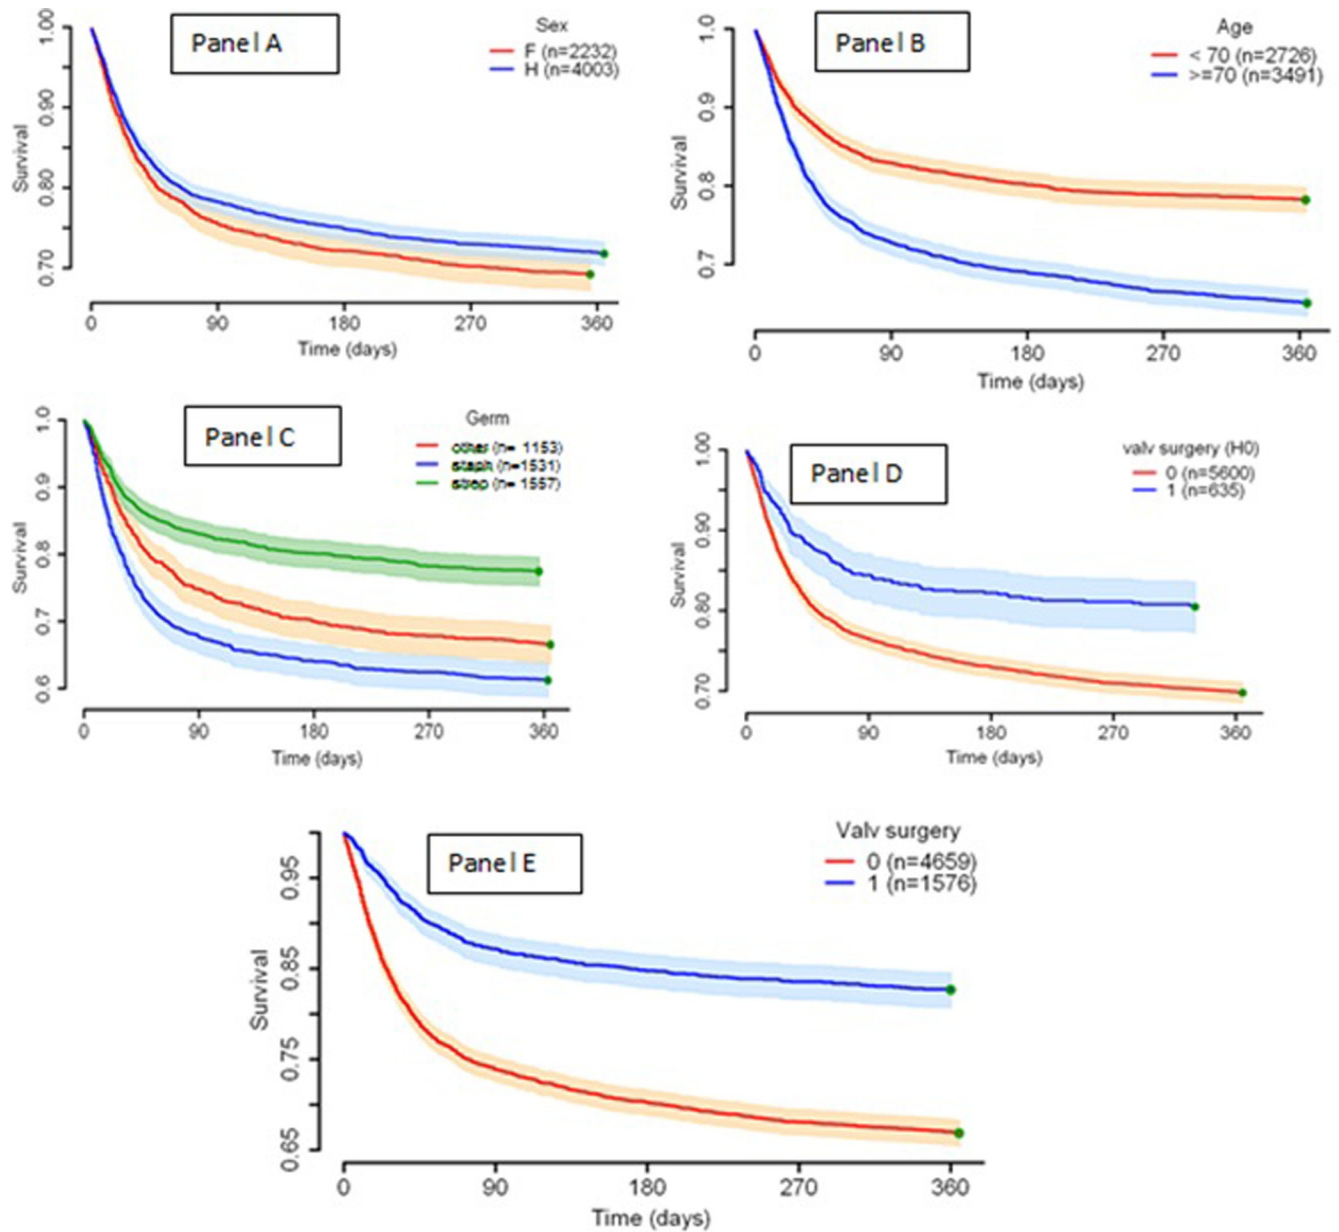 Panel A
Sex
F (n=2232)
H (n=4003)
Survival
1.00
0.90
0.80
0.70
0 90 180 270 360
Time (days)
Panel B
Age
< 70 (n=2726)
>=70 (n=3491)
Survival
1.0
0.9
0.8
0.7
0 90 180 270 360
Time (days)
Panel C
Germ
other (n= 1153)
staph (n=1531)
strep (n= 1557)
Survival
1.0
0.9
0.8
0.7
0.6
0 90 180 270 360
Time (days)
Panel D
valv surgery (H0)
0 (n=5600)
1 (n=635)
Survival
1.00
0.90
0.80
0.70
0 90 180 270 360
Time (days)
Panel E
Valv surgery
0 (n=4659)
1 (n=1576)
Survival
0.95
0.85
0.75
0.65
0 90 180 270 360
Time (days)